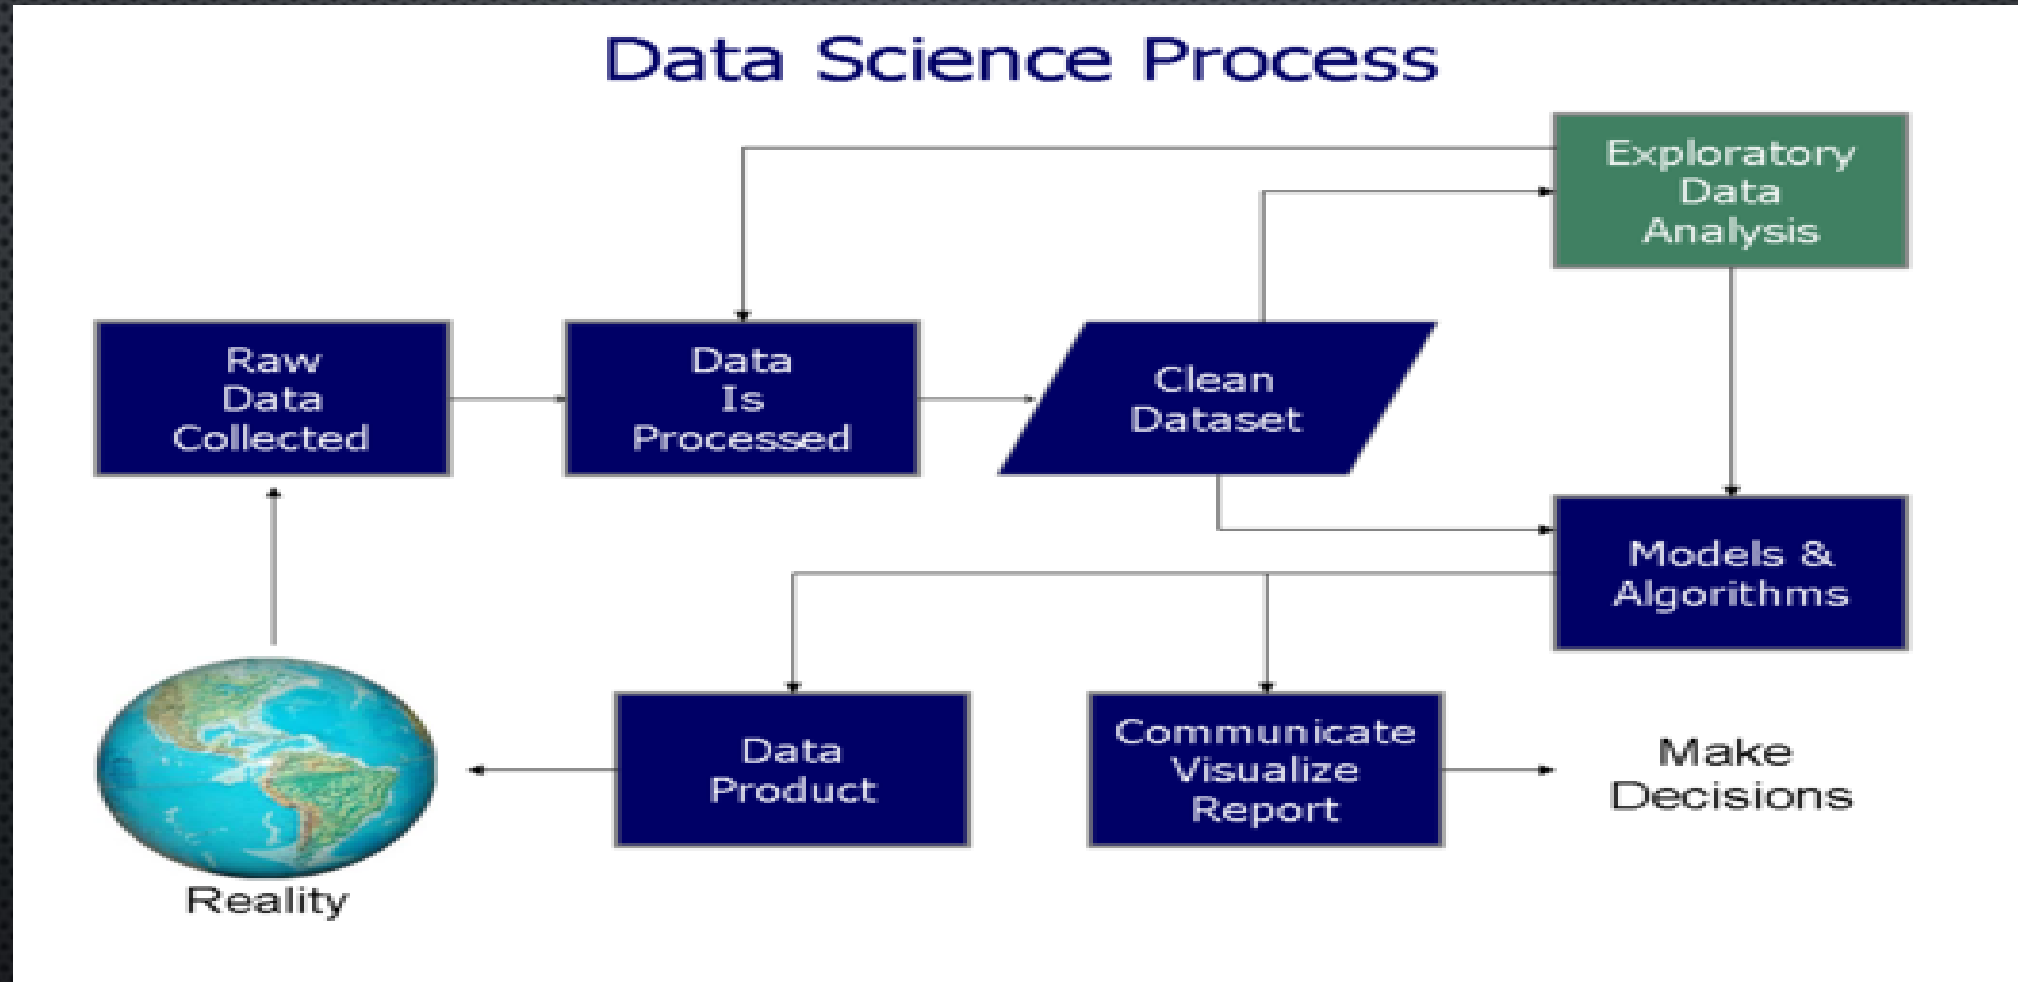 Data Science Process
Exploratory
Data
Analysis
Raw
Data
Collected
Data
Is
Processed
Clean
Dataset
Models &
Algorithms
Data
Product
Communicate
Visualize
Report
Make
Decisions
Reality